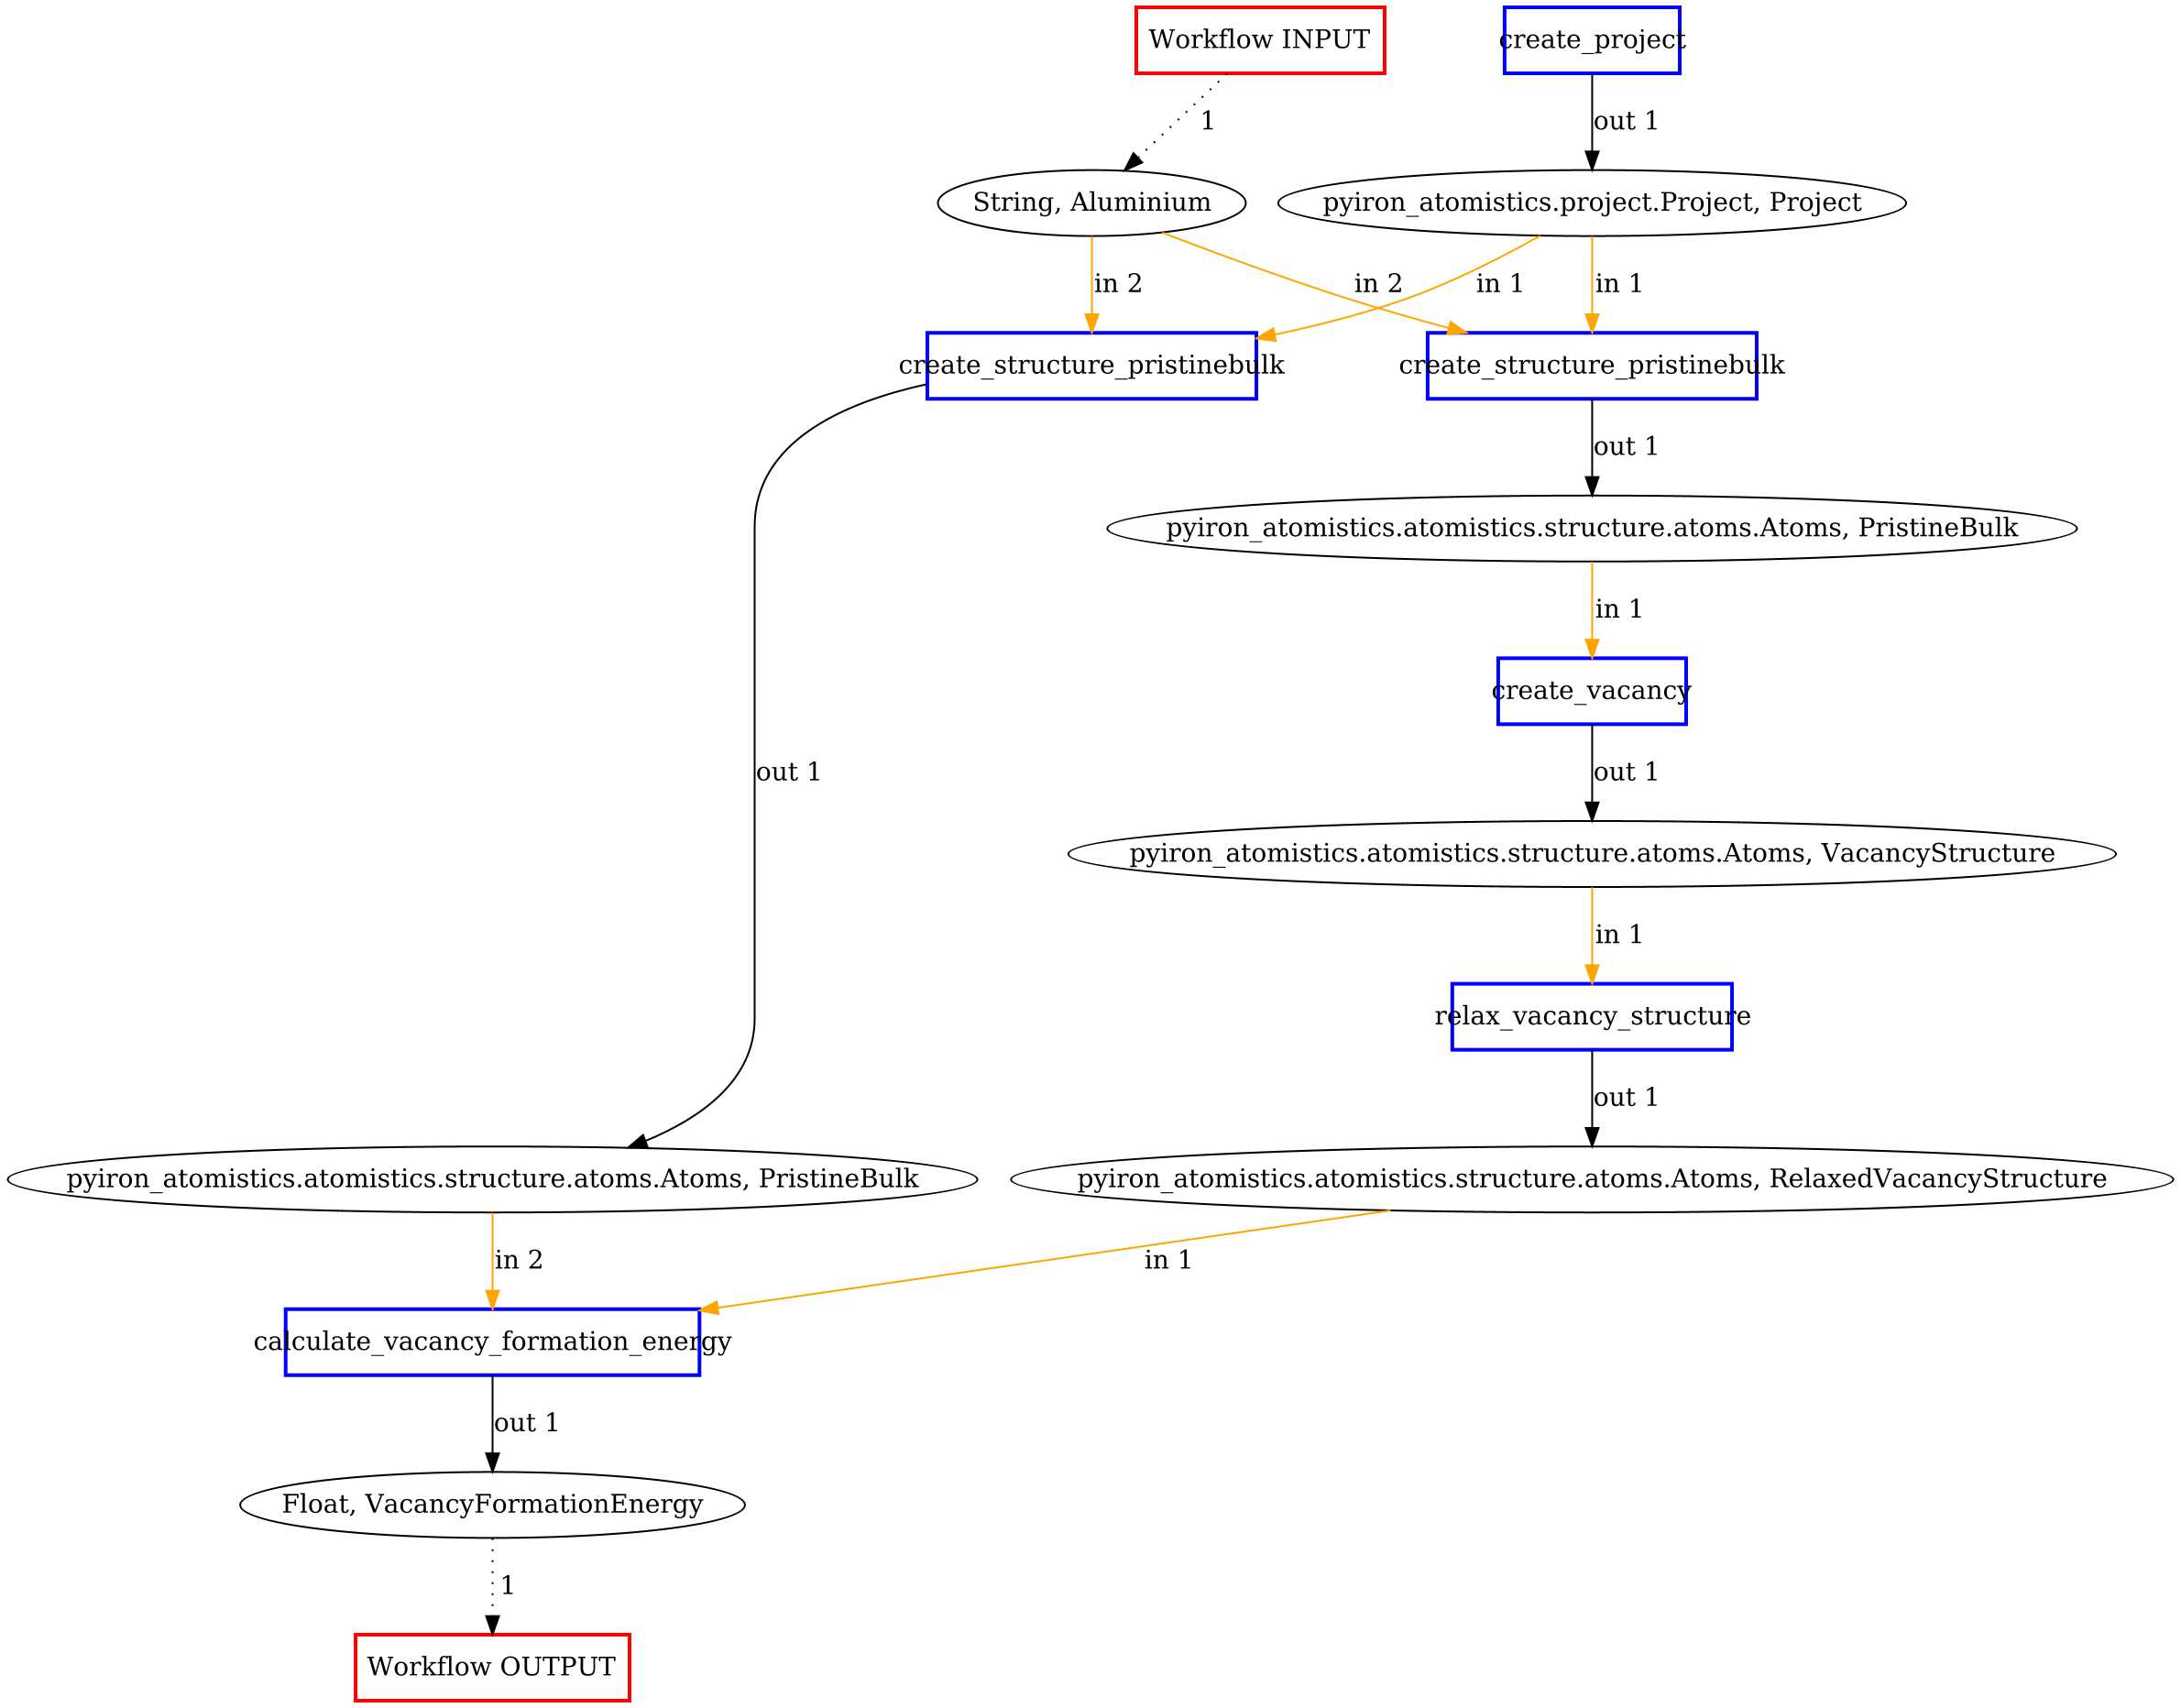 Workflow INPUT
create_project
1
out 1
String, Aluminium
pyiron_atomistics.project.Project, Project
in 2
in 2
in 1
in 1
create_structure_pristinebulk
create_structure_pristinebulk
out 1
pyiron_atomistics.atomistics.structure.atoms.Atoms, PristineBulk
in 1
create_vacancy
out 1
out 1
pyiron_atomistics.atomistics.structure.atoms.Atoms, VacancyStructure
in 1
relax_vacancy_structure
out 1
pyiron_atomistics.atomistics.structure.atoms.Atoms, PristineBulk
pyiron_atomistics.atomistics.structure.atoms.Atoms, RelaxedVacancyStructure
in 2
in 1
calculate_vacancy_formation_energy
out 1
Float, VacancyFormationEnergy
1
Workflow OUTPUT